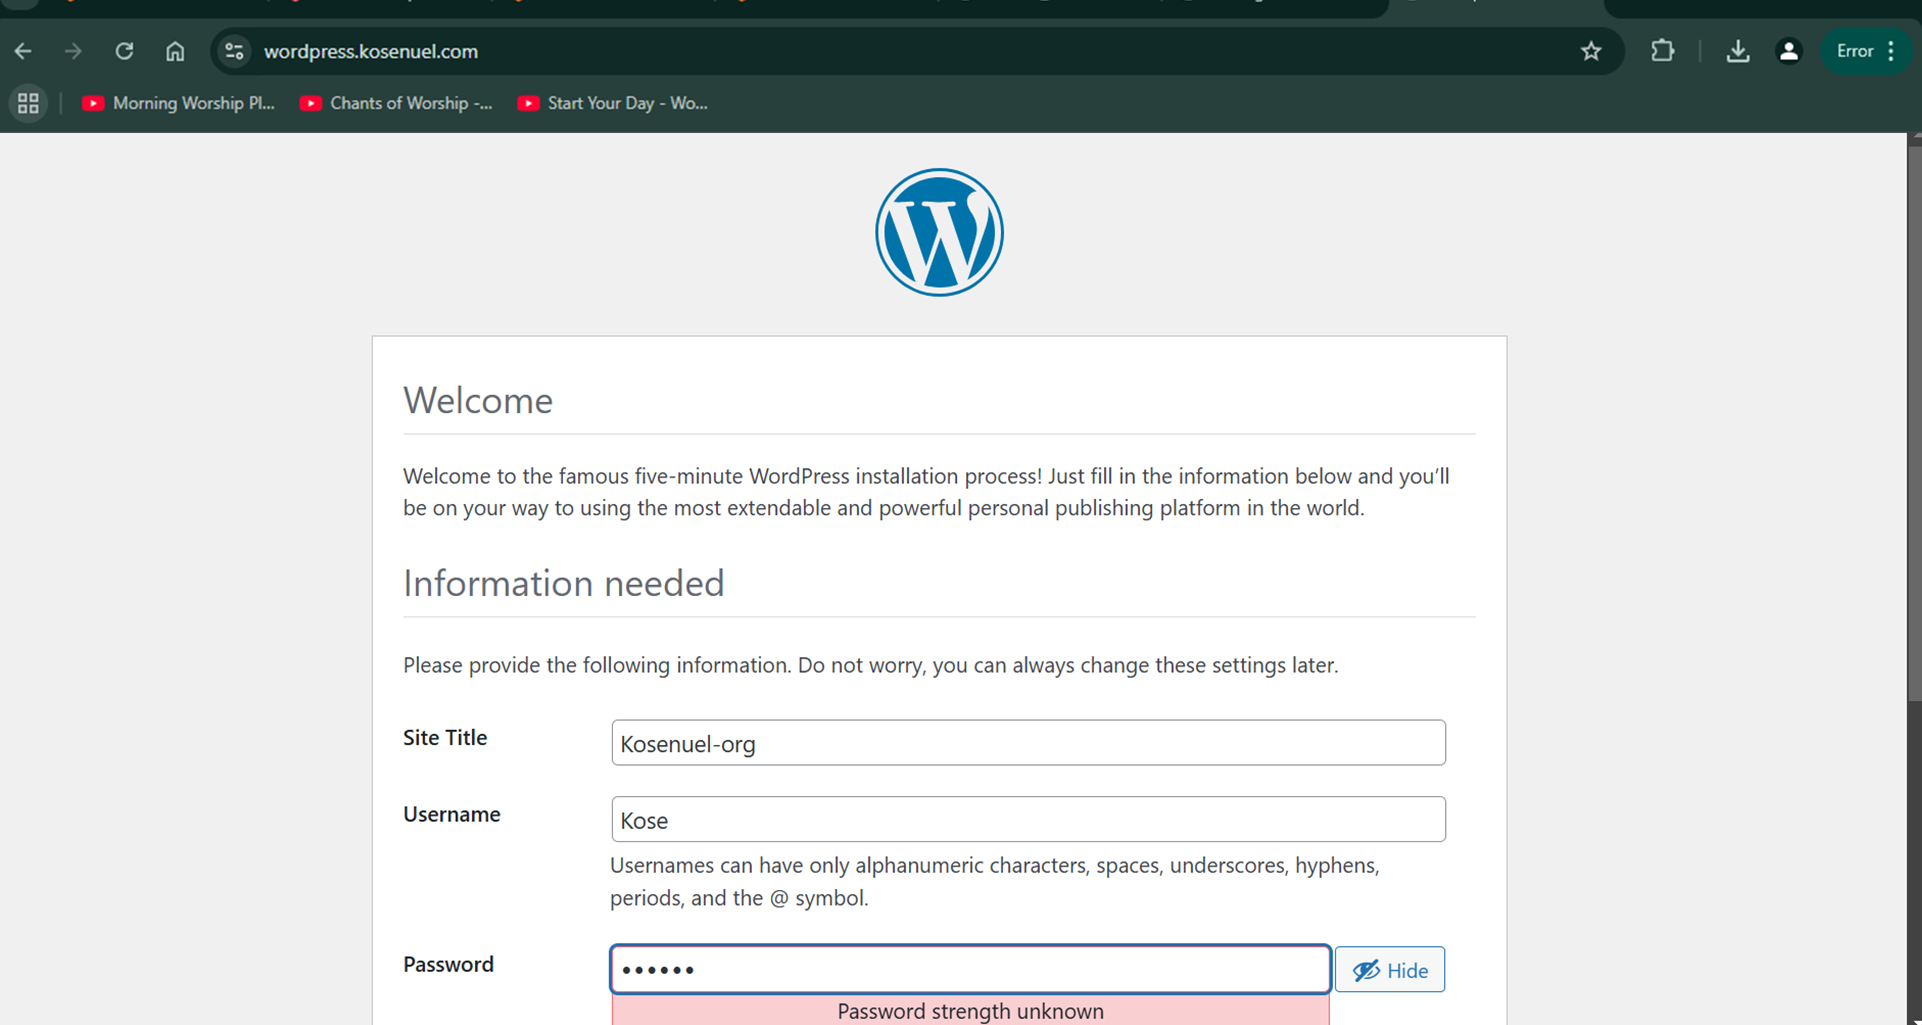 wordpress.kosenuel.com
Error
Morning Worship Pl...
Chants of Worship -...
Start Your Day - Wo...
Welcome
Welcome to the famous five-minute WordPress installation process! Just fill in the information below and you’ll
be on your way to using the most extendable and powerful personal publishing platform in the world.
Information needed
Please provide the following information. Do not worry, you can always change these settings later.
Site Title
Kosenuel-org
Username
Kose
Usernames can have only alphanumeric characters, spaces, underscores, hyphens,
periods, and the @ symbol.
Password
••••••
Hide
Password strength unknown